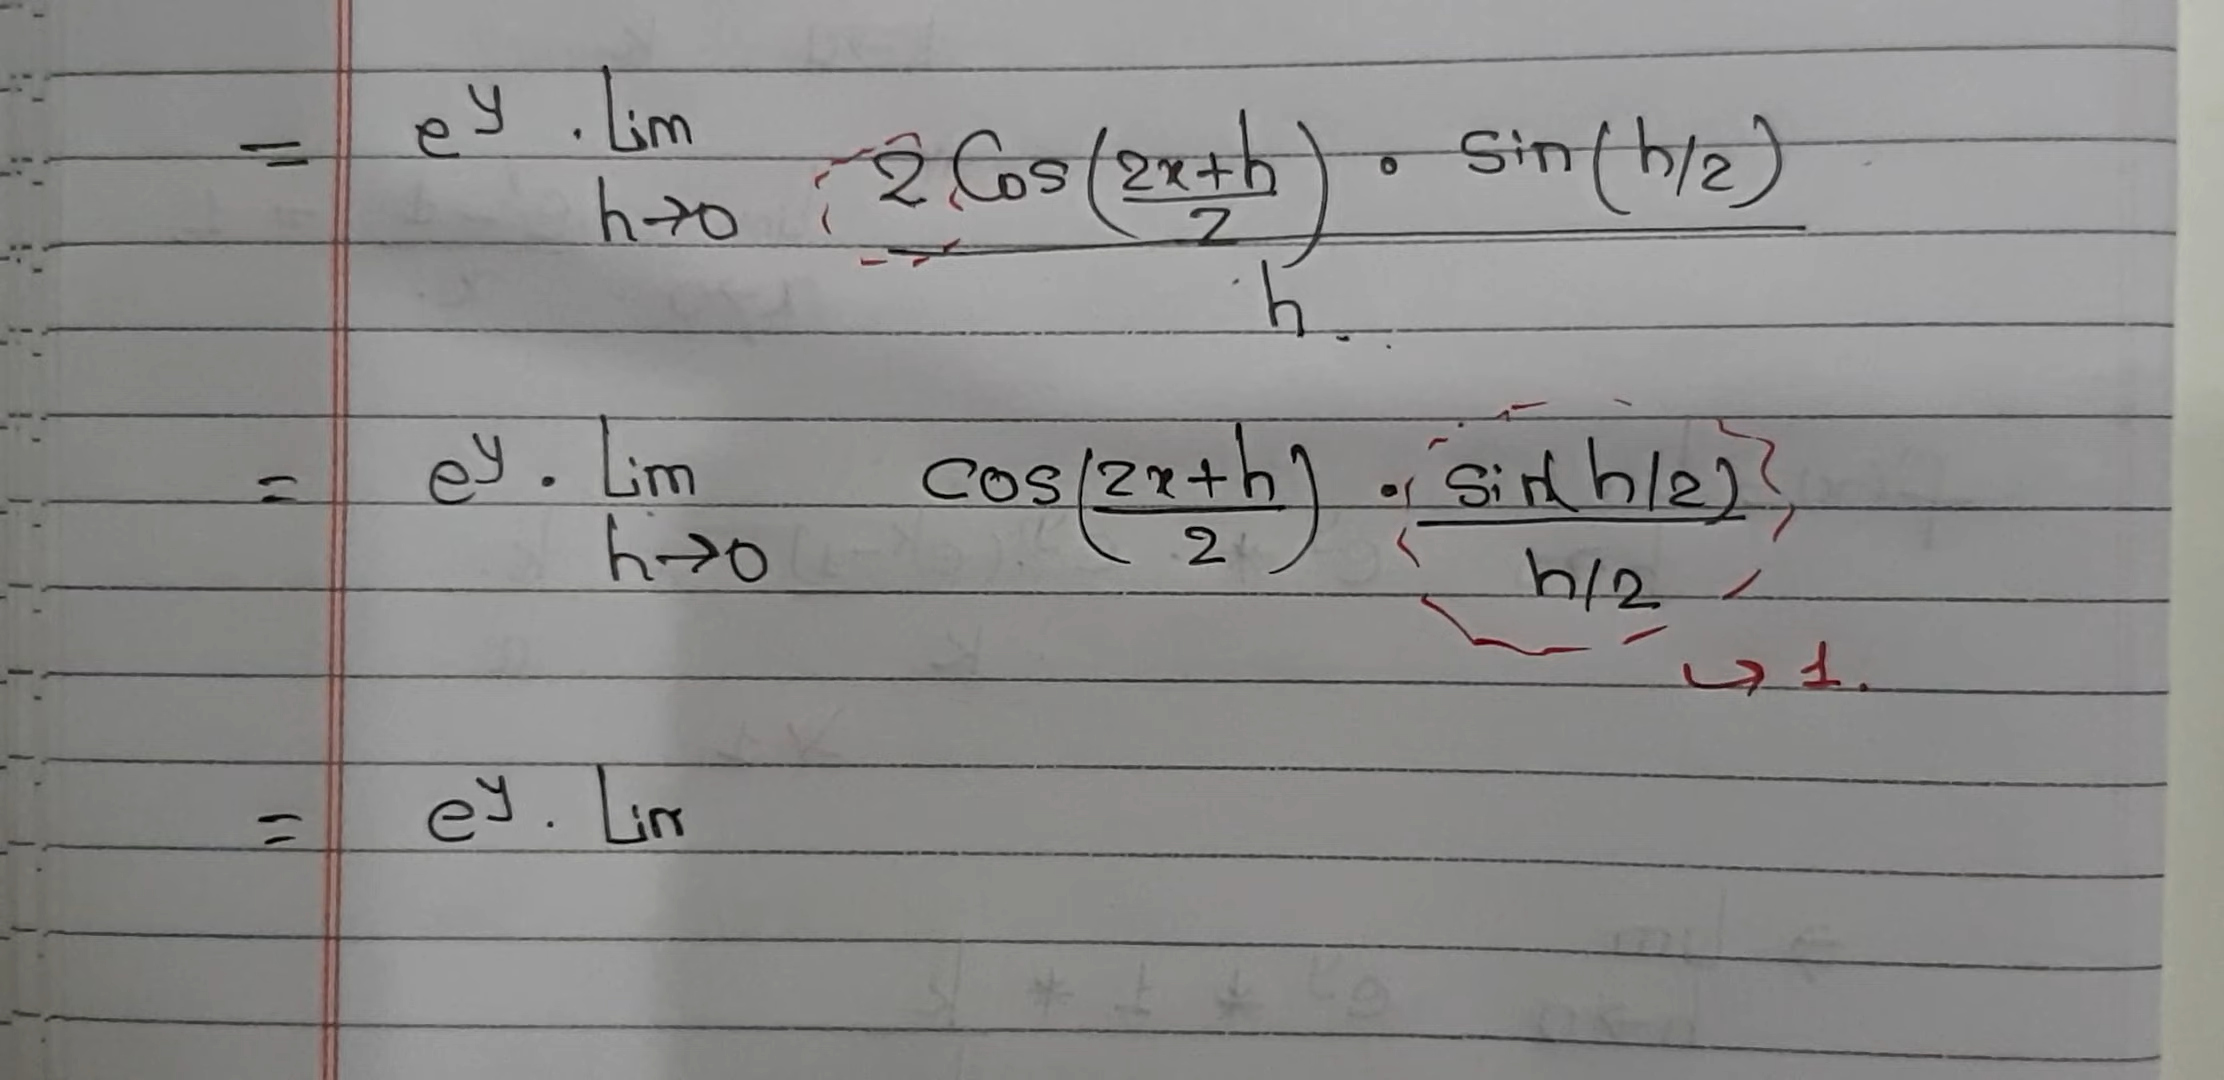 = e^y . Lim h→0 2 Cos((2x+h)/2) . Sin(h/2) / h
= e^y . Lim h→0 cos((2x+h)/2) . Sin(h/2) / h/2
↪ 1.
= e^y . Lim